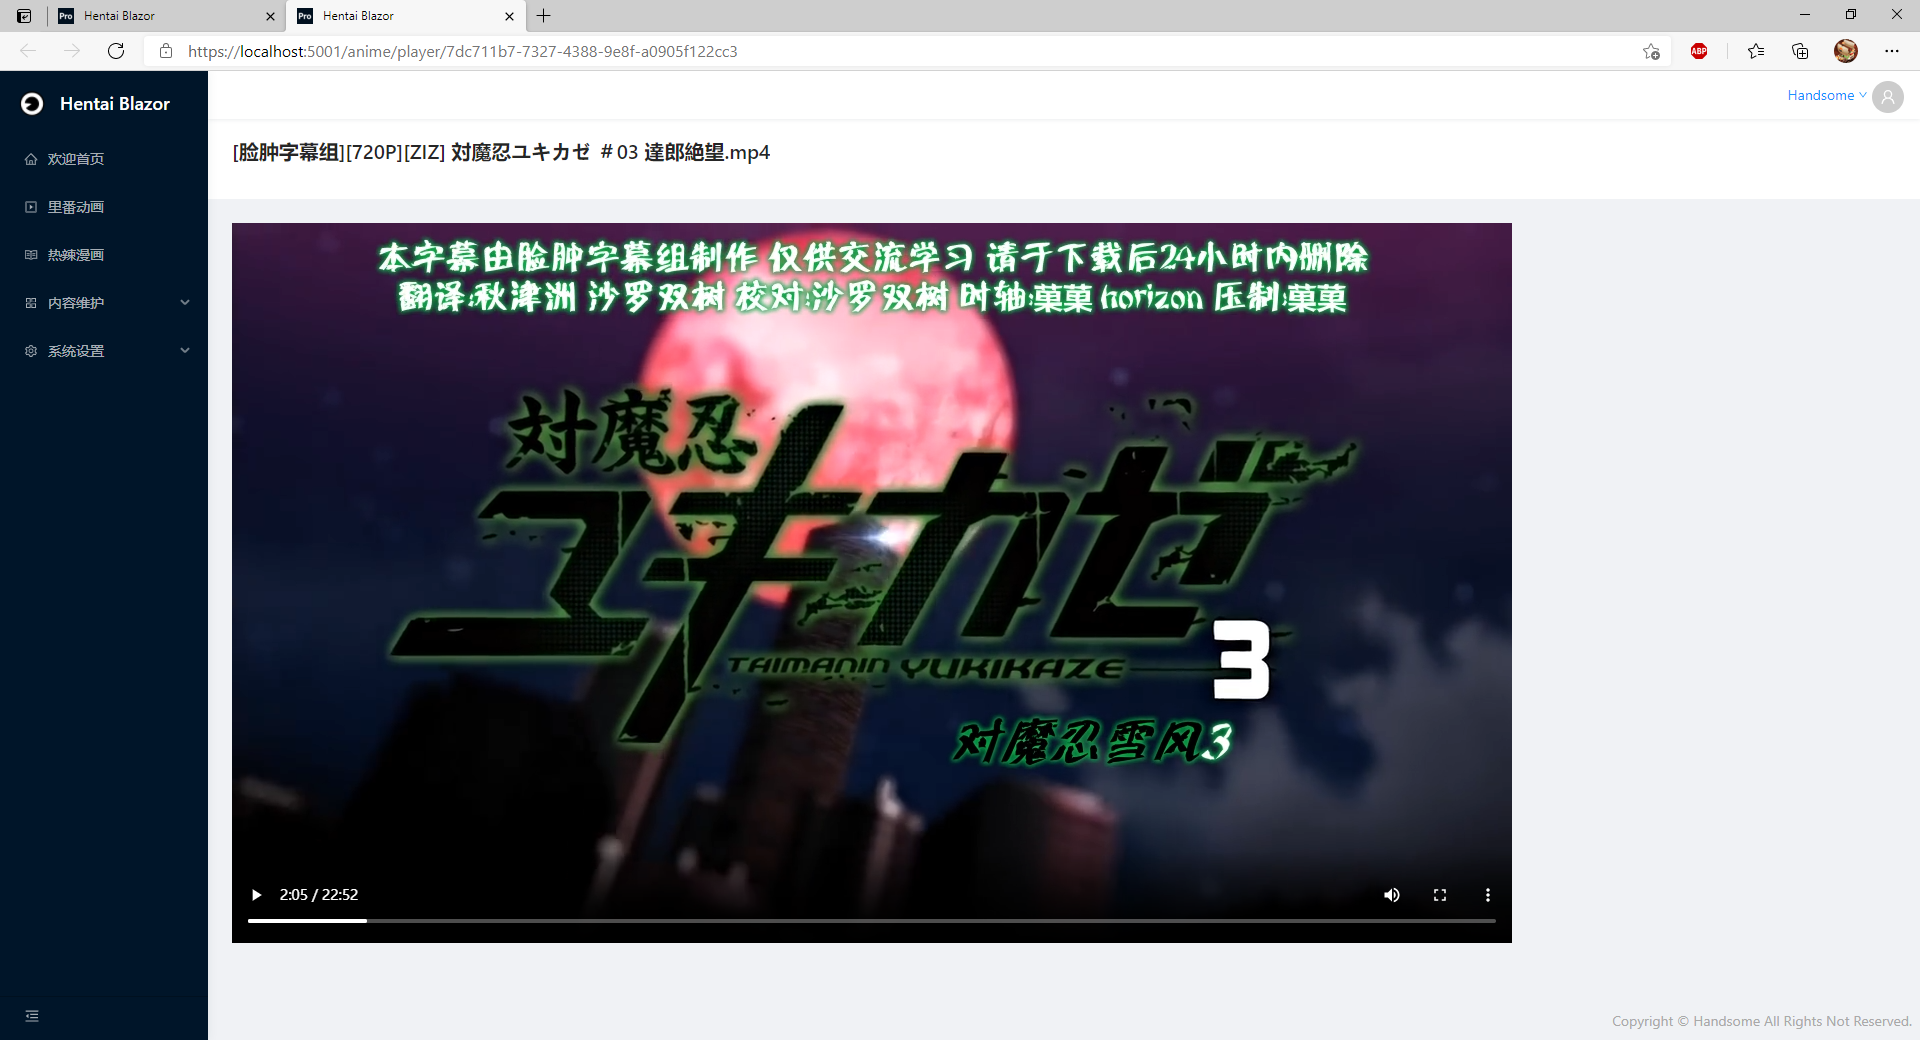 Hentai Blazor
Hentai Blazor
https://localhost:5001/anime/player/7dc711b7-7327-4388-9e8f-a0905f122cc3
ABP
Hentai Blazor
Handsome
欢迎首页
里番动画
热辣漫画
内容维护
系统设置
[脸肿字幕组][720P][ZIZ] 対魔忍ユキカゼ ＃03 達郎絶望.mp4
本字幕由脸肿字幕组制作 仅供交流学习 请于下载后24小时内删除
翻译:秋津洲 沙罗双树 校对:沙罗双树 时轴:菓菓 horizon 压制:菓菓
対魔忍
ユキカゼ
TAIMANIN YUKIKAZE
3
对魔忍雪风3
2:05 / 22:52
Copyright © Handsome All Rights Not Reserved.